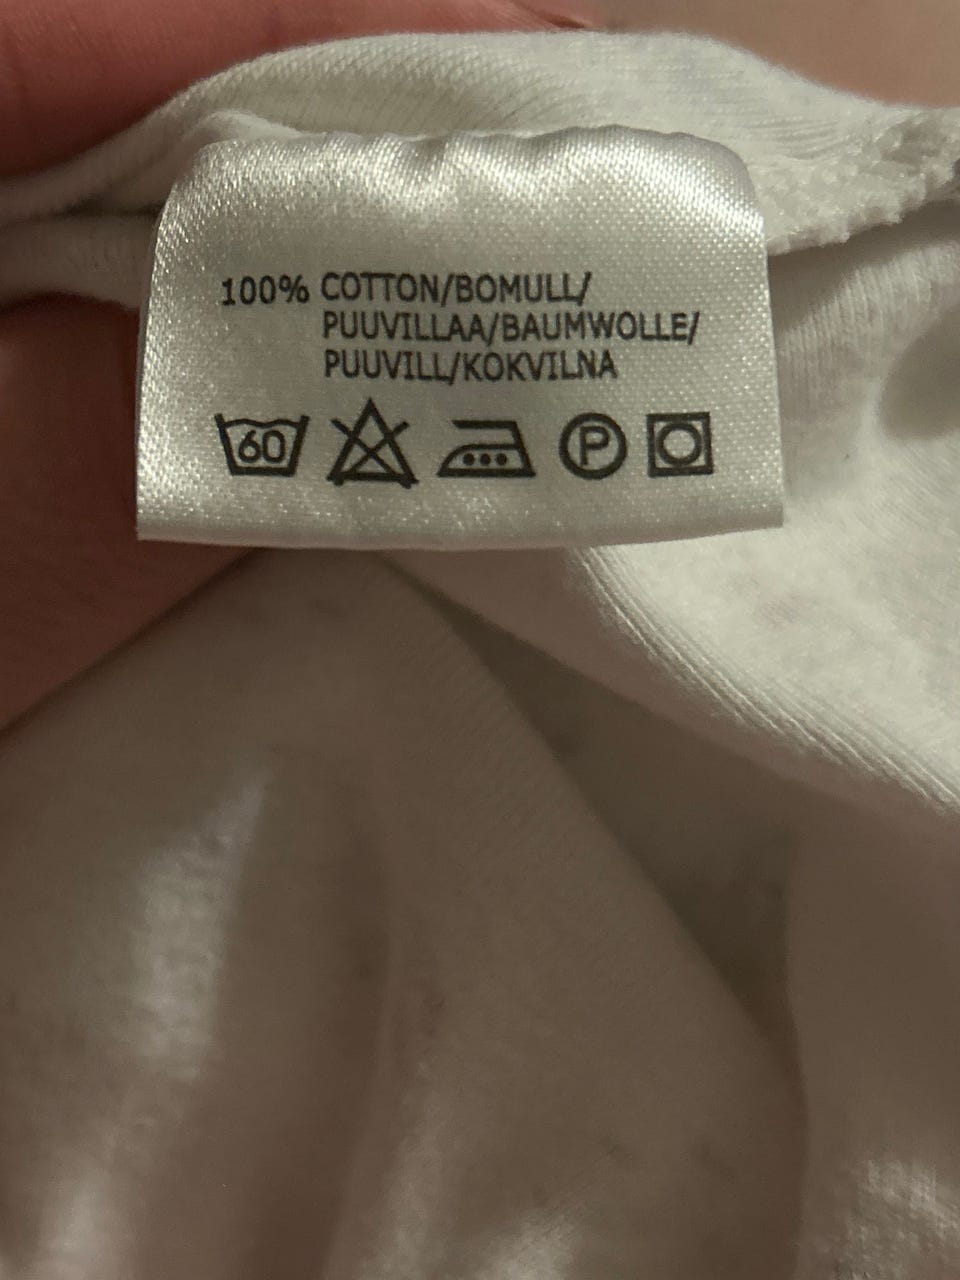 100% COTTON/BOMULL/
PUUVILLAA/BAUMWOLLE/
PUUVILL/KOKVILNA
60 P